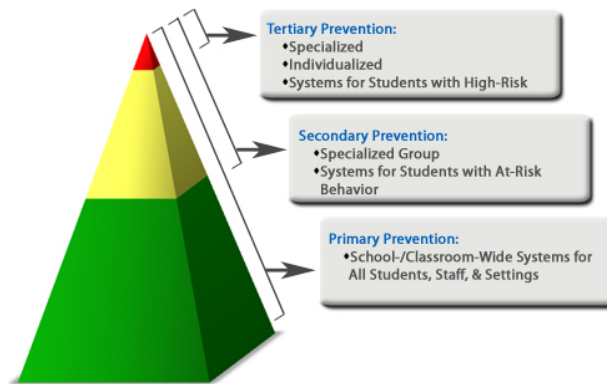 Tertiary Prevention:
♦Specialized
♦Individualized
♦Systems for Students with High-Risk
Secondary Prevention:
♦Specialized Group
♦Systems for Students with At-Risk
Behavior
Primary Prevention:
♦School-/Classroom-Wide Systems for
All Students, Staff, & Settings